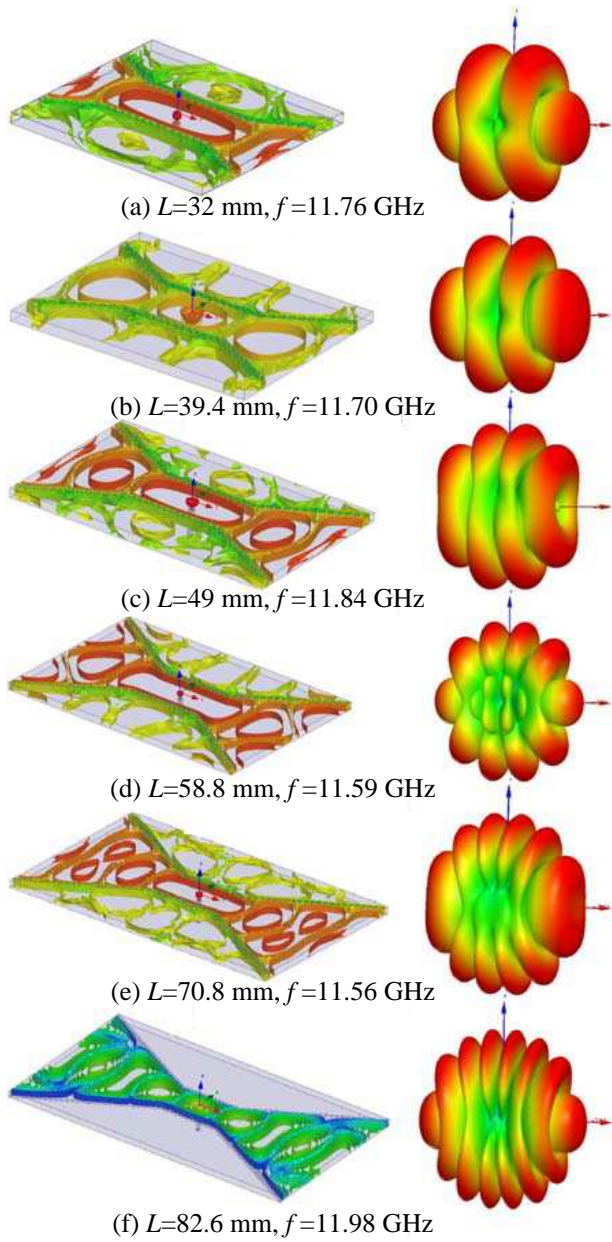 (a) L=32 mm, f=11.76 GHz
(b) L=39.4 mm, f=11.70 GHz
(c) L=49 mm, f=11.84 GHz
(d) L=58.8 mm, f=11.59 GHz
(e) L=70.8 mm, f=11.56 GHz
(f) L=82.6 mm, f=11.98 GHz